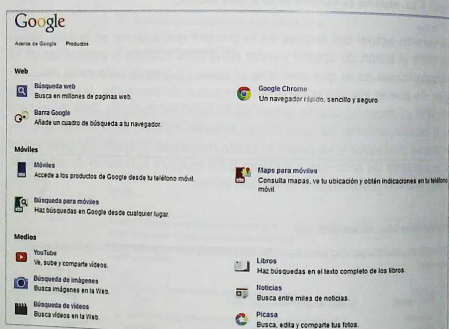 Google
Acerca de Google Productos
Web
Búsqueda web
Busca en millones de paginas web.
Google Chrome
Un navegador rápido, sencillo y seguro.
Barra Google
Añade un cuadro de búsqueda a tu navegador.
Móviles
Móviles
Accede a los productos de Google desde tu teléfono móvil.
Maps para móviles
Consulta mapas, ve tu ubicación y obtén indicaciones en tu teléfono
móvil.
Búsqueda para móviles
Haz búsquedas en Google desde cualquier lugar.
Medios
YouTube
Ve, sube y comparte vídeos.
Libros
Haz búsquedas en el texto completo de los libros.
Búsqueda de imágenes
Busca imágenes en la Web.
Noticias
Busca entre miles de noticias.
Búsqueda de vídeos
Busca vídeos en la Web.
Picasa
Busca, edita y comparte tus fotos.